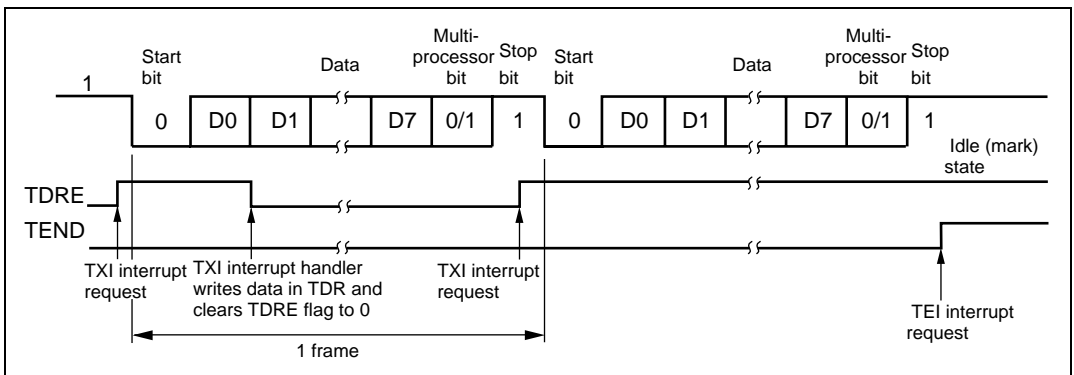 Start
bit
Data
Multi-
processor
bit
Stop
bit
Start
bit
Data
Multi-
processor
bit
Stop
bit
1
0 D0 D1 D7 0/1 1 0 D0 D1 D7 0/1 1
Idle (mark)
state
TDRE
TEND
TXI interrupt
request
TXI interrupt handler
writes data in TDR and
clears TDRE flag to 0
TXI interrupt
request
TEI interrupt
request
1 frame